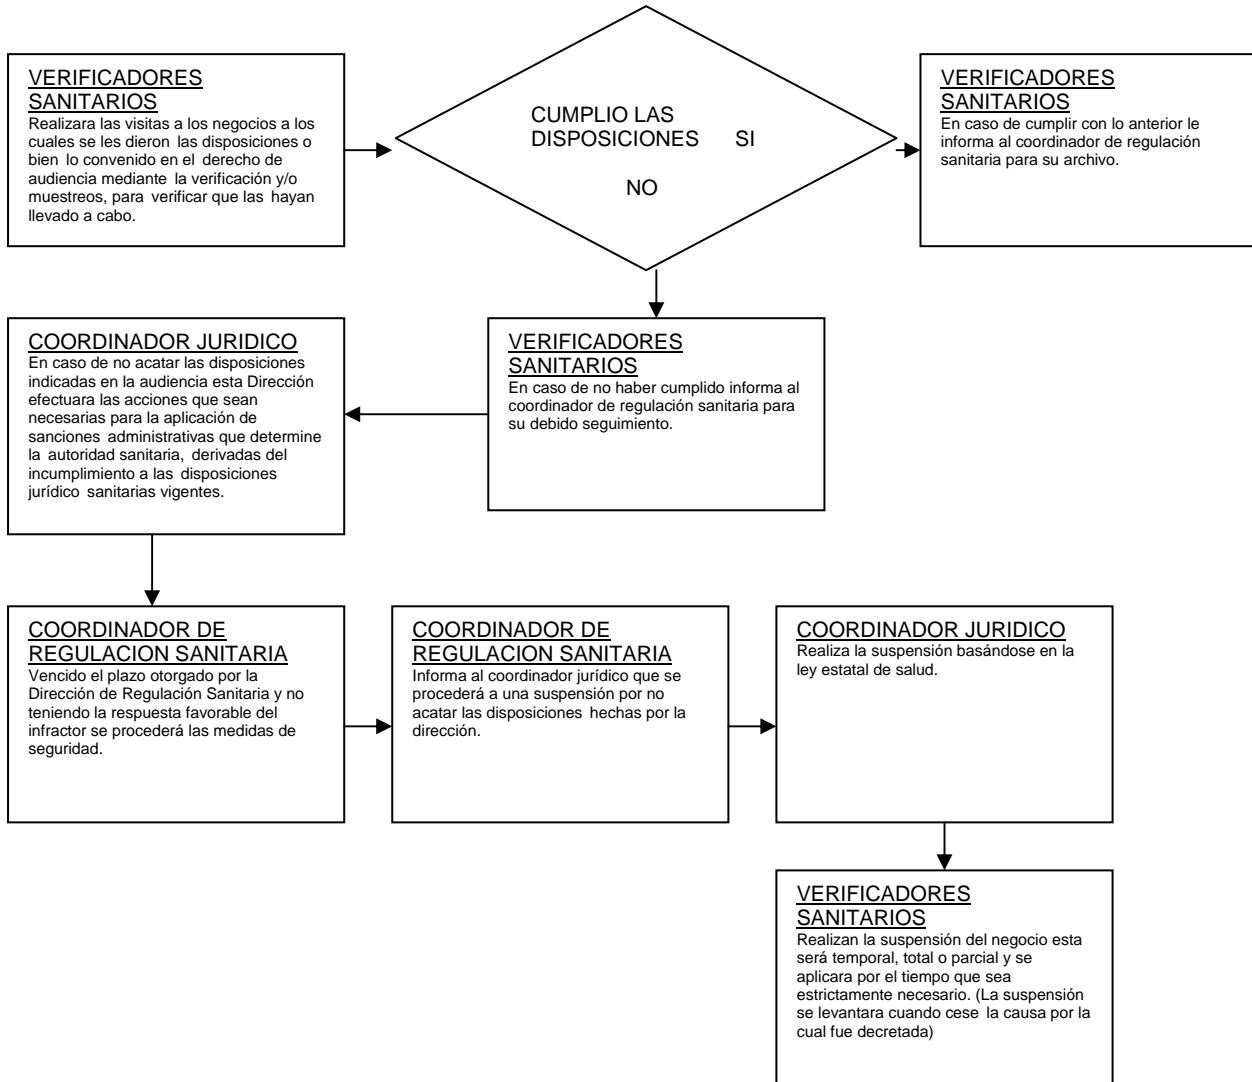 VERIFICADORES
SANITARIOS
Realizara las visitas a los negocios a los
cuales se les dieron las disposiciones o
bien lo convenido en el derecho de
audiencia mediante la verificación y/o
muestreos, para verificar que las hayan
llevado a cabo.
CUMPLIO LAS
DISPOSICIONES SI
NO
VERIFICADORES
SANITARIOS
En caso de cumplir con lo anterior le
informa al coordinador de regulación
sanitaria para su archivo.
COORDINADOR JURIDICO
En caso de no acatar las disposiciones
indicadas en la audiencia esta Dirección
efectuara las acciones que sean
necesarias para la aplicación de
sanciones administrativas que determine
la autoridad sanitaria, derivadas del
incumplimiento a las disposiciones
jurídico sanitarias vigentes.
VERIFICADORES
SANITARIOS
En caso de no haber cumplido informa al
coordinador de regulación sanitaria para
su debido seguimiento.
COORDINADOR DE
REGULACION SANITARIA
Vencido el plazo otorgado por la
Dirección de Regulación Sanitaria y no
teniendo la respuesta favorable del
infractor se procederá las medidas de
seguridad.
COORDINADOR DE
REGULACION SANITARIA
Informa al coordinador jurídico que se
procederá a una suspensión por no
acatar las disposiciones hechas por la
dirección.
COORDINADOR JURIDICO
Realiza la suspensión basándose en la
ley estatal de salud.
VERIFICADORES
SANITARIOS
Realizan la suspensión del negocio esta
será temporal, total o parcial y se
aplicara por el tiempo que sea
estrictamente necesario. (La suspensión
se levantara cuando cese la causa por la
cual fue decretada)